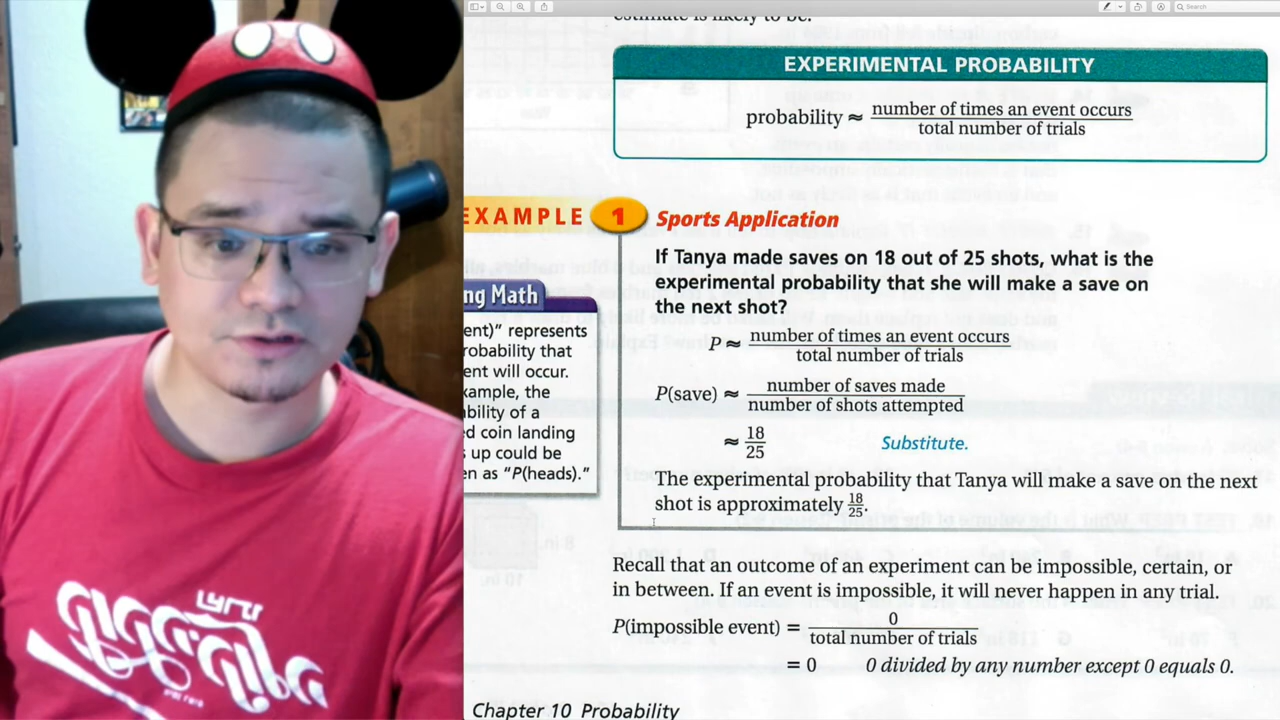 Search
estimate is likely to be.
EXPERIMENTAL PROBABILITY
probability ≈ number of times an event occurs / total number of trials
EXAMPLE 1 Sports Application
If Tanya made saves on 18 out of 25 shots, what is the
experimental probability that she will make a save on
the next shot?
P ≈ number of times an event occurs / total number of trials
P(save) ≈ number of saves made / number of shots attempted
≈ 18/25 Substitute.
The experimental probability that Tanya will make a save on the next
shot is approximately 18/25.
ng Math
ent)” represents
robability that
ent will occur.
xample, the
bility of a
d coin landing
s up could be
en as “P(heads).”
Recall that an outcome of an experiment can be impossible, certain, or
in between. If an event is impossible, it will never happen in any trial.
P(impossible event) = 0 / total number of trials
= 0 0 divided by any number except 0 equals 0.
Chapter 10 Probability